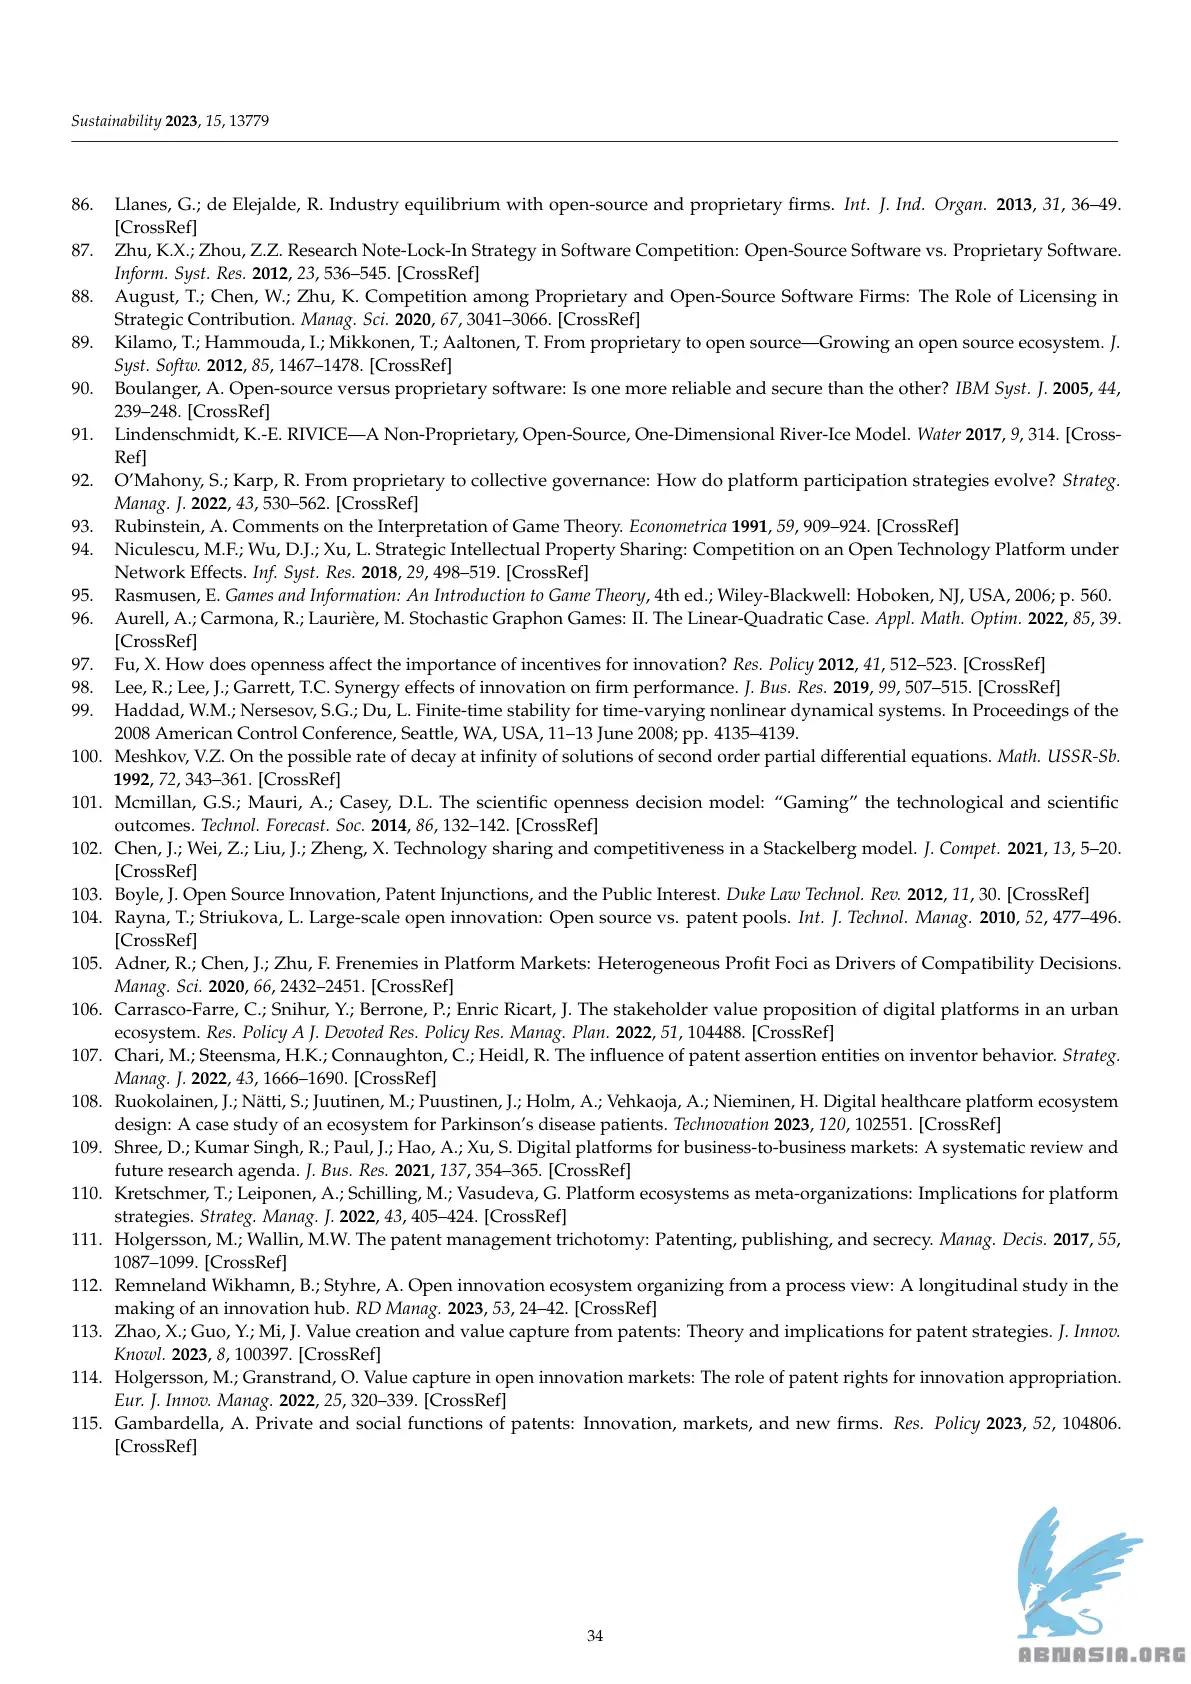 Sustainability 2023, 15, 13779
86. Llanes, G.; de Elejalde, R. Industry equilibrium with open-source and proprietary firms. Int. J. Ind. Organ. 2013, 31, 36–49.
[CrossRef]
87. Zhu, K.X.; Zhou, Z.Z. Research Note-Lock-In Strategy in Software Competition: Open-Source Software vs. Proprietary Software.
Inform. Syst. Res. 2012, 23, 536–545. [CrossRef]
88. August, T.; Chen, W.; Zhu, K. Competition among Proprietary and Open-Source Software Firms: The Role of Licensing in
Strategic Contribution. Manag. Sci. 2020, 67, 3041–3066. [CrossRef]
89. Kilamo, T.; Hammouda, I.; Mikkonen, T.; Aaltonen, T. From proprietary to open source—Growing an open source ecosystem. J.
Syst. Softw. 2012, 85, 1467–1478. [CrossRef]
90. Boulanger, A. Open-source versus proprietary software: Is one more reliable and secure than the other? IBM Syst. J. 2005, 44,
239–248. [CrossRef]
91. Lindenschmidt, K.-E. RIVICE—A Non-Proprietary, Open-Source, One-Dimensional River-Ice Model. Water 2017, 9, 314. [Cross-
Ref]
92. O’Mahony, S.; Karp, R. From proprietary to collective governance: How do platform participation strategies evolve? Strateg.
Manag. J. 2022, 43, 530–562. [CrossRef]
93. Rubinstein, A. Comments on the Interpretation of Game Theory. Econometrica 1991, 59, 909–924. [CrossRef]
94. Niculescu, M.F.; Wu, D.J.; Xu, L. Strategic Intellectual Property Sharing: Competition on an Open Technology Platform under
Network Effects. Inf. Syst. Res. 2018, 29, 498–519. [CrossRef]
95. Rasmusen, E. Games and Information: An Introduction to Game Theory, 4th ed.; Wiley-Blackwell: Hoboken, NJ, USA, 2006; p. 560.
96. Aurell, A.; Carmona, R.; Laurière, M. Stochastic Graphon Games: II. The Linear-Quadratic Case. Appl. Math. Optim. 2022, 85, 39.
[CrossRef]
97. Fu, X. How does openness affect the importance of incentives for innovation? Res. Policy 2012, 41, 512–523. [CrossRef]
98. Lee, R.; Lee, J.; Garrett, T.C. Synergy effects of innovation on firm performance. J. Bus. Res. 2019, 99, 507–515. [CrossRef]
99. Haddad, W.M.; Nersesov, S.G.; Du, L. Finite-time stability for time-varying nonlinear dynamical systems. In Proceedings of the
2008 American Control Conference, Seattle, WA, USA, 11–13 June 2008; pp. 4135–4139.
100. Meshkov, V.Z. On the possible rate of decay at infinity of solutions of second order partial differential equations. Math. USSR-Sb.
1992, 72, 343–361. [CrossRef]
101. Mcmillan, G.S.; Mauri, A.; Casey, D.L. The scientific openness decision model: “Gaming” the technological and scientific
outcomes. Technol. Forecast. Soc. 2014, 86, 132–142. [CrossRef]
102. Chen, J.; Wei, Z.; Liu, J.; Zheng, X. Technology sharing and competitiveness in a Stackelberg model. J. Compet. 2021, 13, 5–20.
[CrossRef]
103. Boyle, J. Open Source Innovation, Patent Injunctions, and the Public Interest. Duke Law Technol. Rev. 2012, 11, 30. [CrossRef]
104. Rayna, T.; Striukova, L. Large-scale open innovation: Open source vs. patent pools. Int. J. Technol. Manag. 2010, 52, 477–496.
[CrossRef]
105. Adner, R.; Chen, J.; Zhu, F. Frenemies in Platform Markets: Heterogeneous Profit Foci as Drivers of Compatibility Decisions.
Manag. Sci. 2020, 66, 2432–2451. [CrossRef]
106. Carrasco-Farre, C.; Snihur, Y.; Berrone, P.; Enric Ricart, J. The stakeholder value proposition of digital platforms in an urban
ecosystem. Res. Policy A J. Devoted Res. Policy Res. Manag. Plan. 2022, 51, 104488. [CrossRef]
107. Chari, M.; Steensma, H.K.; Connaughton, C.; Heidl, R. The influence of patent assertion entities on inventor behavior. Strateg.
Manag. J. 2022, 43, 1666–1690. [CrossRef]
108. Ruokolainen, J.; Nätti, S.; Juutinen, M.; Puustinen, J.; Holm, A.; Vehkaoja, A.; Nieminen, H. Digital healthcare platform ecosystem
design: A case study of an ecosystem for Parkinson’s disease patients. Technovation 2023, 120, 102551. [CrossRef]
109. Shree, D.; Kumar Singh, R.; Paul, J.; Hao, A.; Xu, S. Digital platforms for business-to-business markets: A systematic review and
future research agenda. J. Bus. Res. 2021, 137, 354–365. [CrossRef]
110. Kretschmer, T.; Leiponen, A.; Schilling, M.; Vasudeva, G. Platform ecosystems as meta-organizations: Implications for platform
strategies. Strateg. Manag. J. 2022, 43, 405–424. [CrossRef]
111. Holgersson, M.; Wallin, M.W. The patent management trichotomy: Patenting, publishing, and secrecy. Manag. Decis. 2017, 55,
1087–1099. [CrossRef]
112. Remneland Wikhamn, B.; Styhre, A. Open innovation ecosystem organizing from a process view: A longitudinal study in the
making of an innovation hub. RD Manag. 2023, 53, 24–42. [CrossRef]
113. Zhao, X.; Guo, Y.; Mi, J. Value creation and value capture from patents: Theory and implications for patent strategies. J. Innov.
Knowl. 2023, 8, 100397. [CrossRef]
114. Holgersson, M.; Granstrand, O. Value capture in open innovation markets: The role of patent rights for innovation appropriation.
Eur. J. Innov. Manag. 2022, 25, 320–339. [CrossRef]
115. Gambardella, A. Private and social functions of patents: Innovation, markets, and new firms. Res. Policy 2023, 52, 104806.
[CrossRef]
34
ABNASIA.ORG